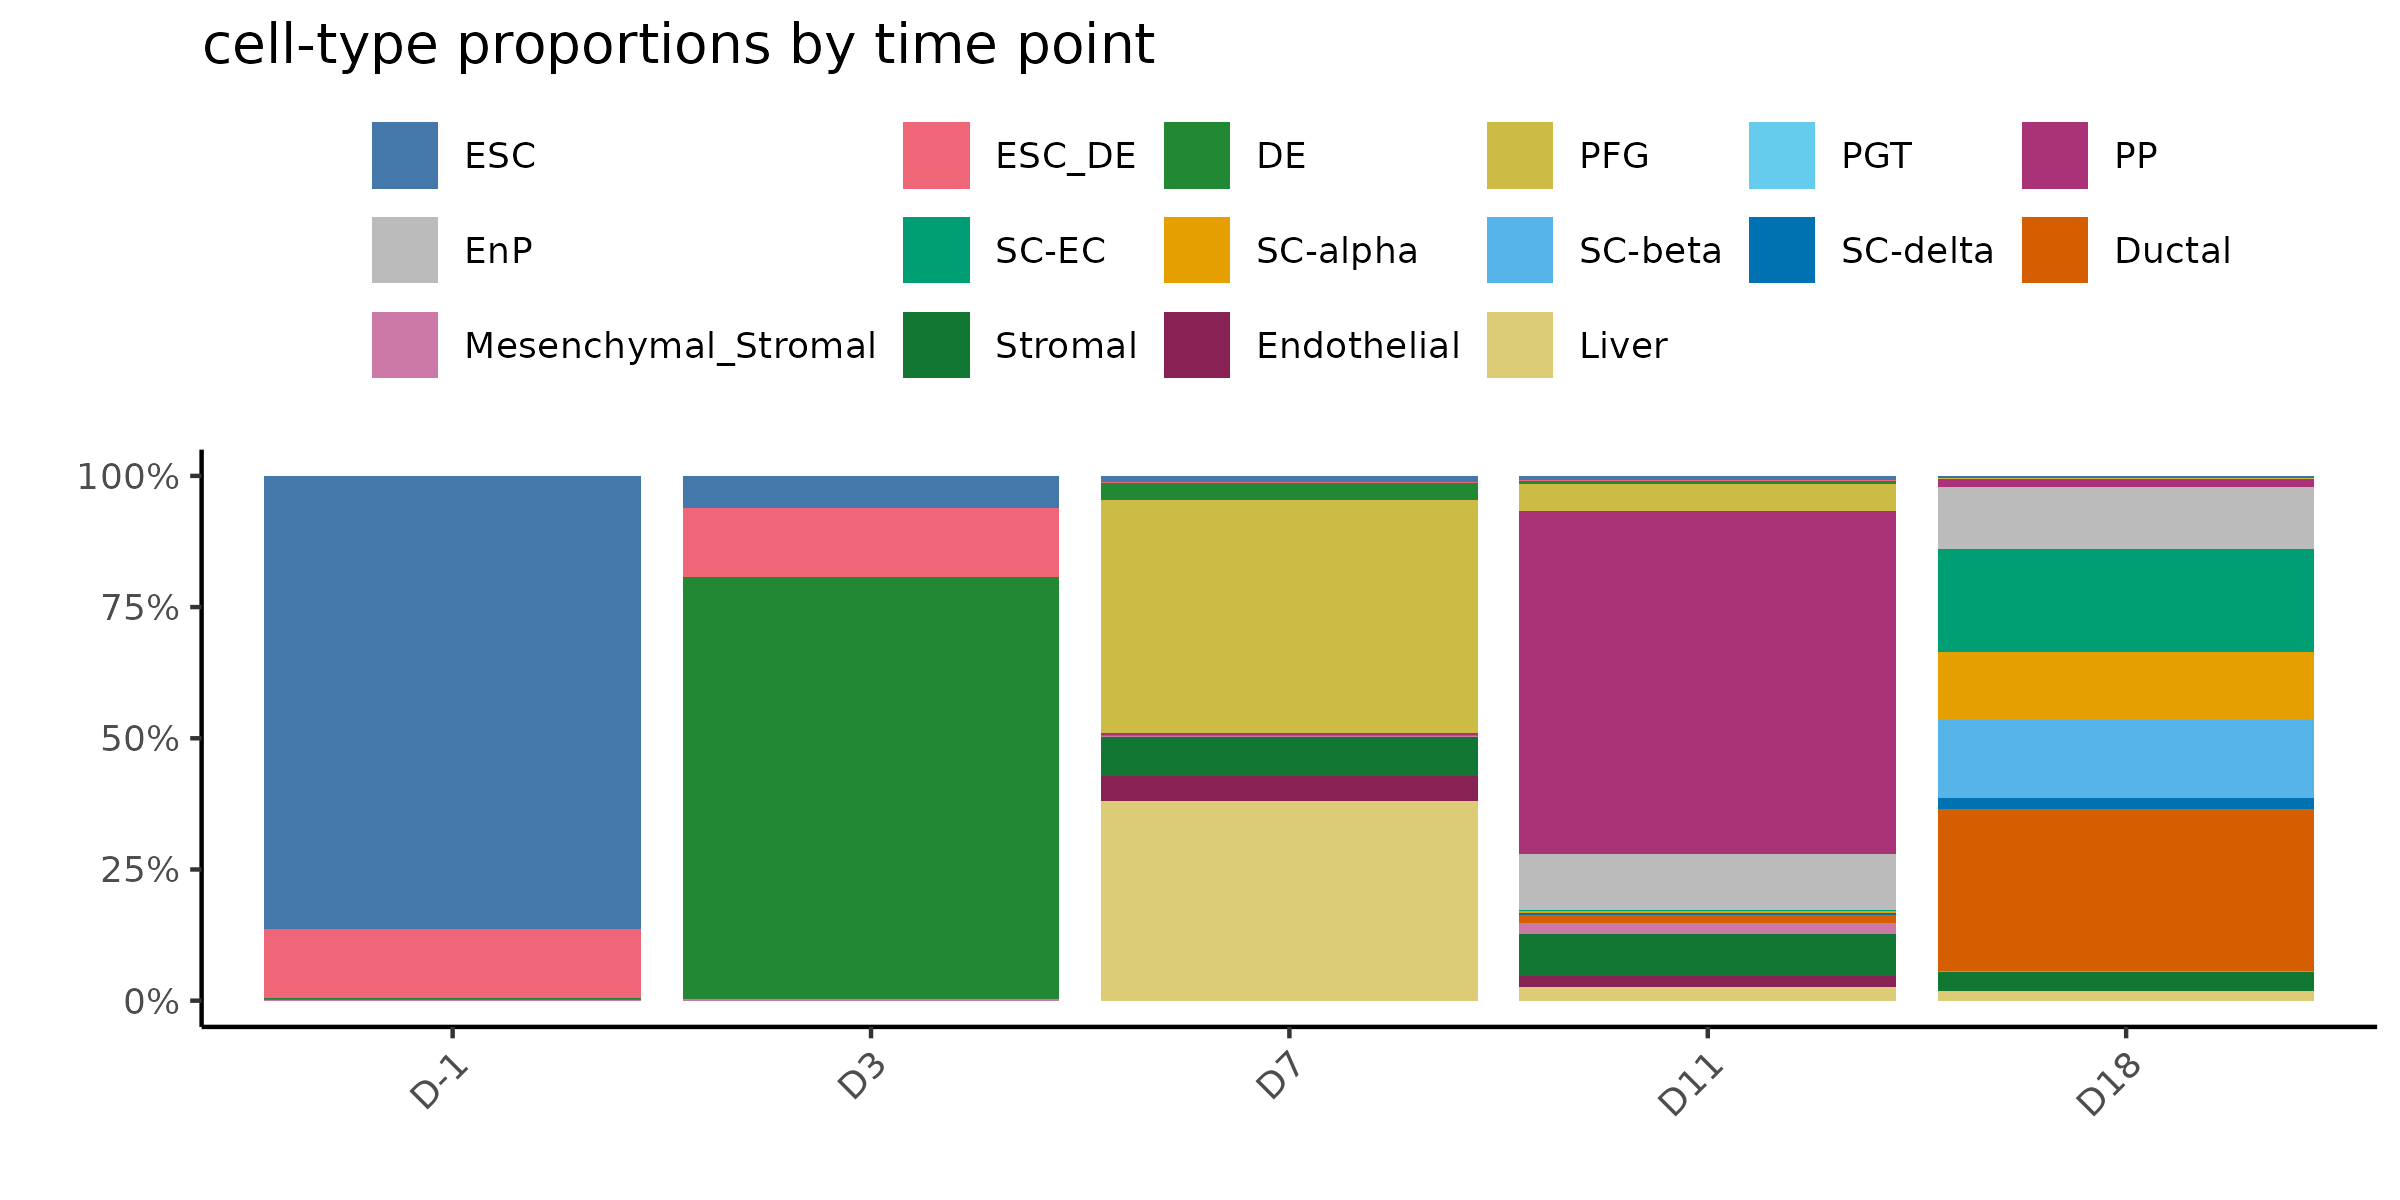 cell-type proportions by time point
ESC ESC_DE DE PFG PGT PP
EnP SC-EC SC-alpha SC-beta SC-delta Ductal
Mesenchymal_Stromal Stromal Endothelial Liver
100%
75%
50%
25%
0%
D-1 D3 D7 D11 D18